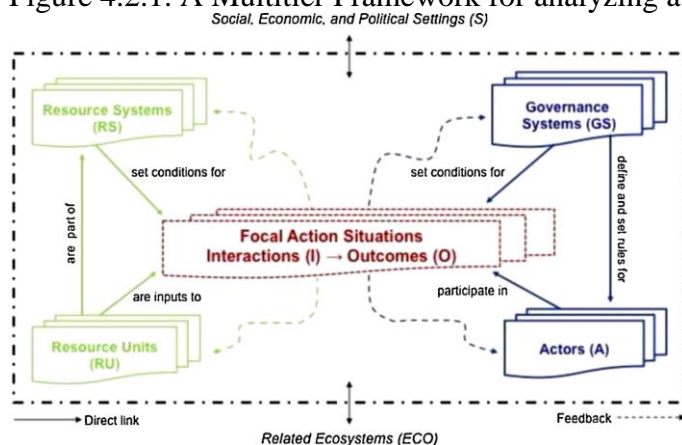 Figure 4.2.1: A Multitier Framework for analyzing a
Social, Economic, and Political Settings (S)
Resource Systems
(RS)
Governance
Systems (GS)
set conditions for
set conditions for
are part of
define and set rules for
Focal Action Situations
Interactions (I) → Outcomes (O)
are inputs to
participate in
Resource Units
(RU)
Actors (A)
Direct link
Feedback
Related Ecosystems (ECO)